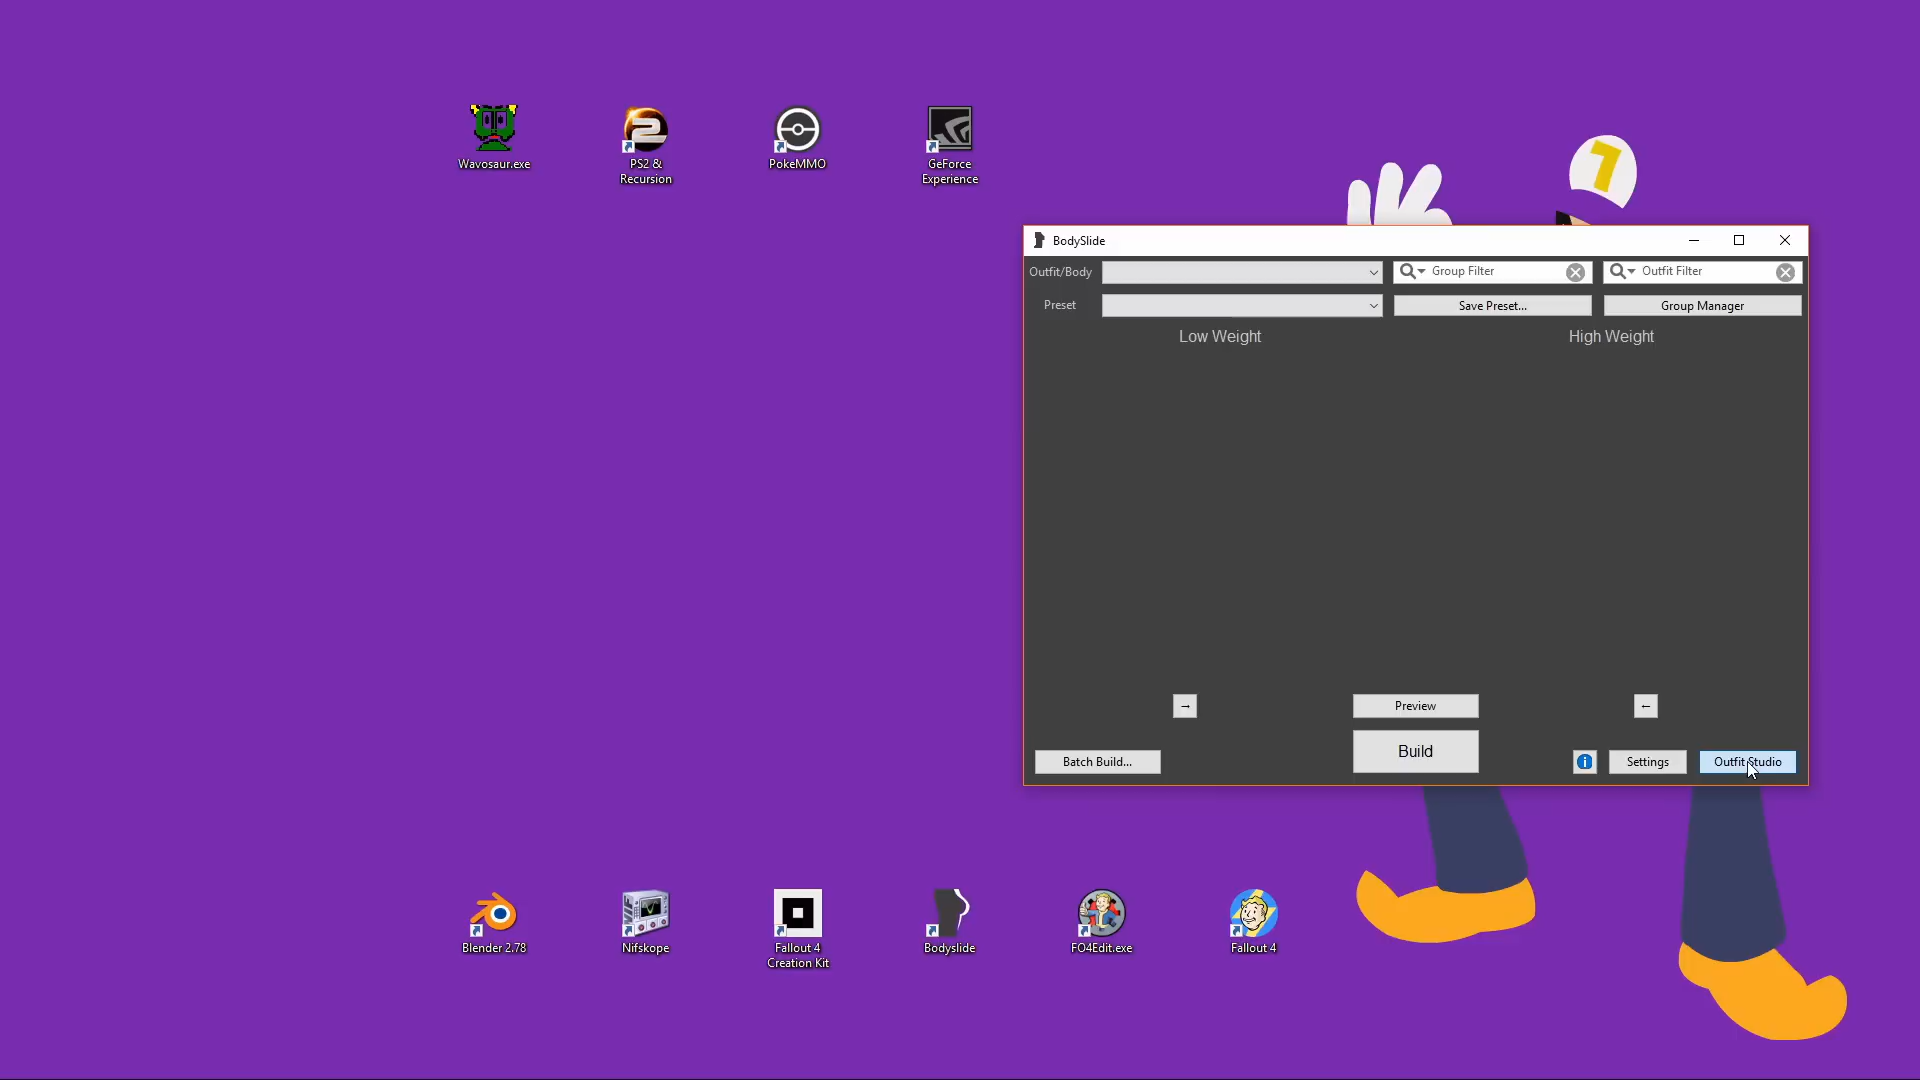 Wavosaur.exe
PS2 &
Recursion
PokeMMO
GeForce
Experience
7
BodySlide
Outfit/Body
Group Filter
Outfit Filter
Preset
Save Preset...
Group Manager
Low Weight
High Weight
→
Preview
←
Batch Build...
Build
i
Settings
Outfit Studio
Blender 2.78
Nifskope
Fallout 4
Creation Kit
Bodyslide
FO4Edit.exe
Fallout 4